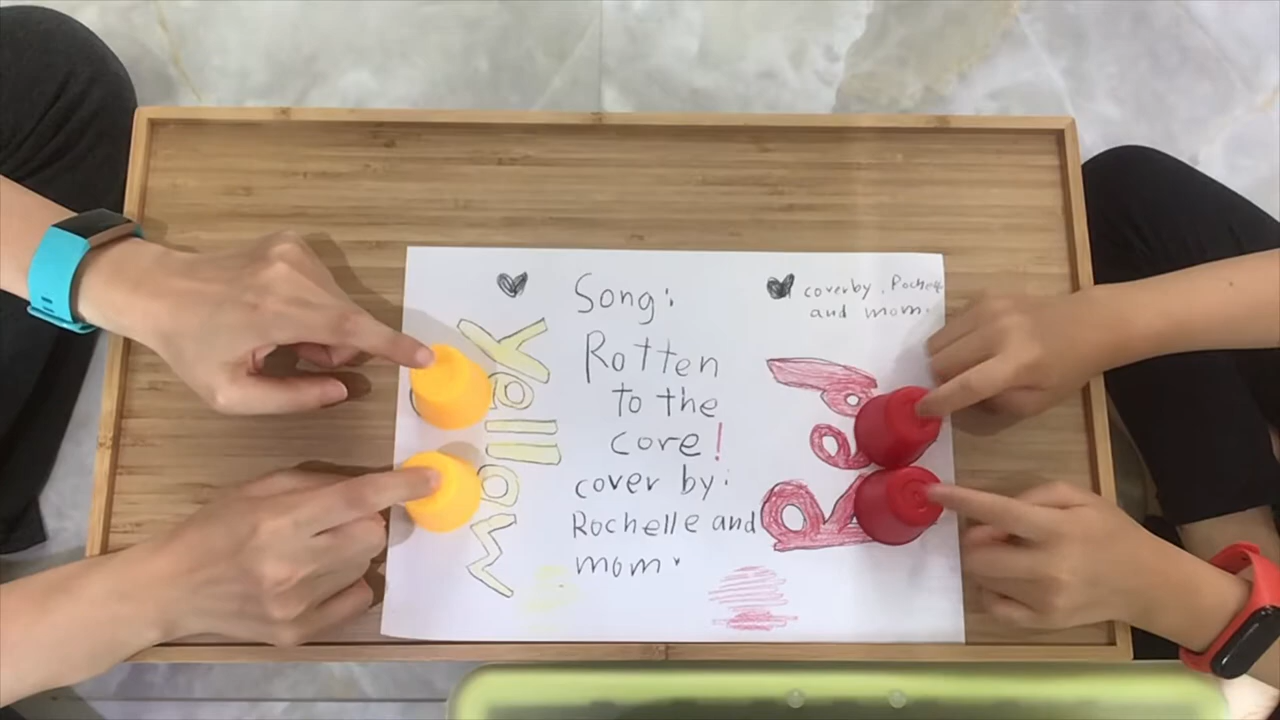 Song:
Rotten
to the
core!
cover by:
Rochelle and
mom.
cover by. Rochelle
and mom.
Yellow
Red